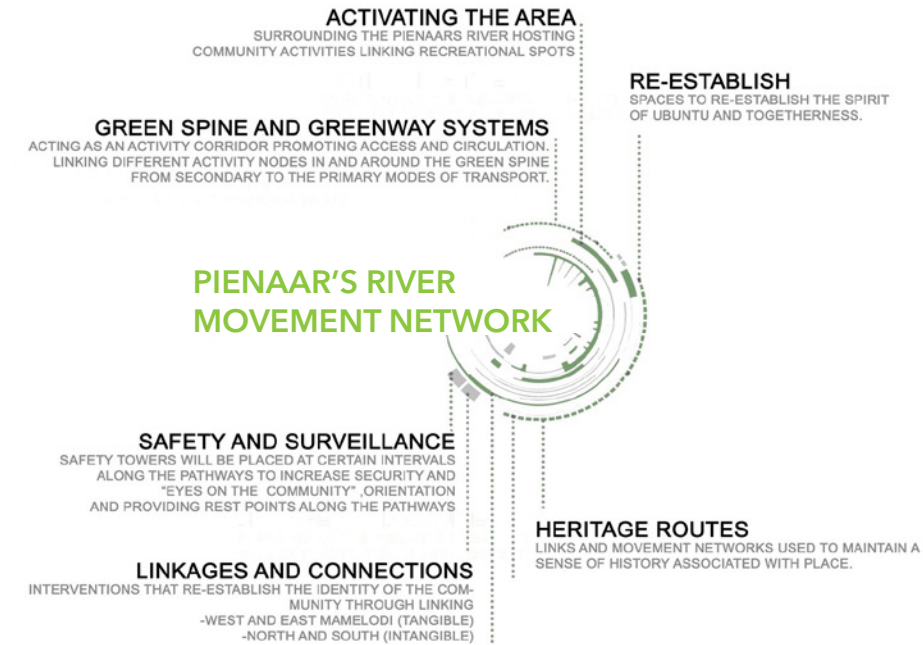 ACTIVATING THE AREA
SURROUNDING THE PIENAARS RIVER HOSTING
COMMUNITY ACTIVITIES LINKING RECREATIONAL SPOTS
RE-ESTABLISH
SPACES TO RE-ESTABLISH THE SPIRIT
OF UBUNTU AND TOGETHERNESS.
GREEN SPINE AND GREENWAY SYSTEMS
ACTING AS AN ACTIVITY CORRIDOR PROMOTING ACCESS AND CIRCULATION.
LINKING DIFFERENT ACTIVITY NODES IN AND AROUND THE GREEN SPINE
FROM SECONDARY TO THE PRIMARY MODES OF TRANSPORT.
PIENAAR'S RIVER
MOVEMENT NETWORK
SAFETY AND SURVEILLANCE
SAFETY TOWERS WILL BE PLACED AT CERTAIN INTERVALS
ALONG THE PATHWAYS TO INCREASE SECURITY AND
"EYES ON THE COMMUNITY" ,ORIENTATION
AND PROVIDING REST POINTS ALONG THE PATHWAYS
HERITAGE ROUTES
LINKS AND MOVEMENT NETWORKS USED TO MAINTAIN A
SENSE OF HISTORY ASSOCIATED WITH PLACE.
LINKAGES AND CONNECTIONS
INTERVENTIONS THAT RE-ESTABLISH THE IDENTITY OF THE COM-
MUNITY THROUGH LINKING
-WEST AND EAST MAMELODI (TANGIBLE)
-NORTH AND SOUTH (INTANGIBLE)